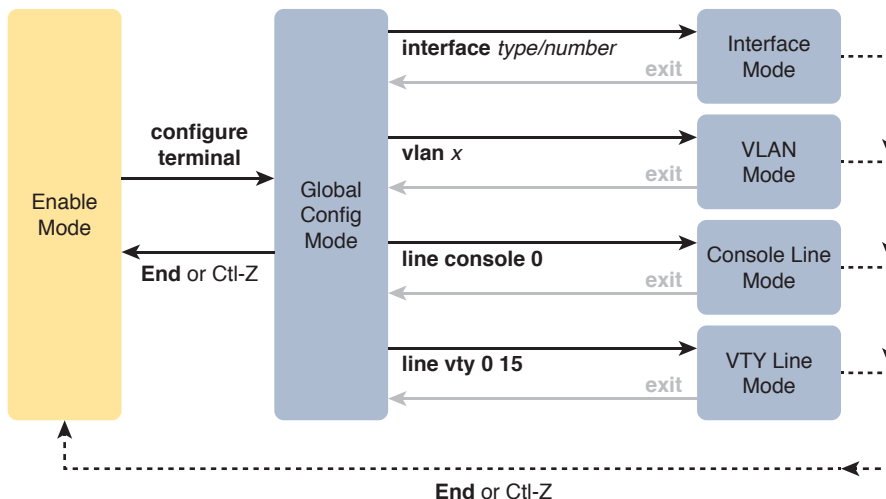 Enable
Mode
configure
terminal
End or Ctl-Z
Global
Config
Mode
interface type/number
exit
Interface
Mode
vlan x
exit
VLAN
Mode
line console 0
exit
Console Line
Mode
line vty 0 15
exit
VTY Line
Mode
End or Ctl-Z